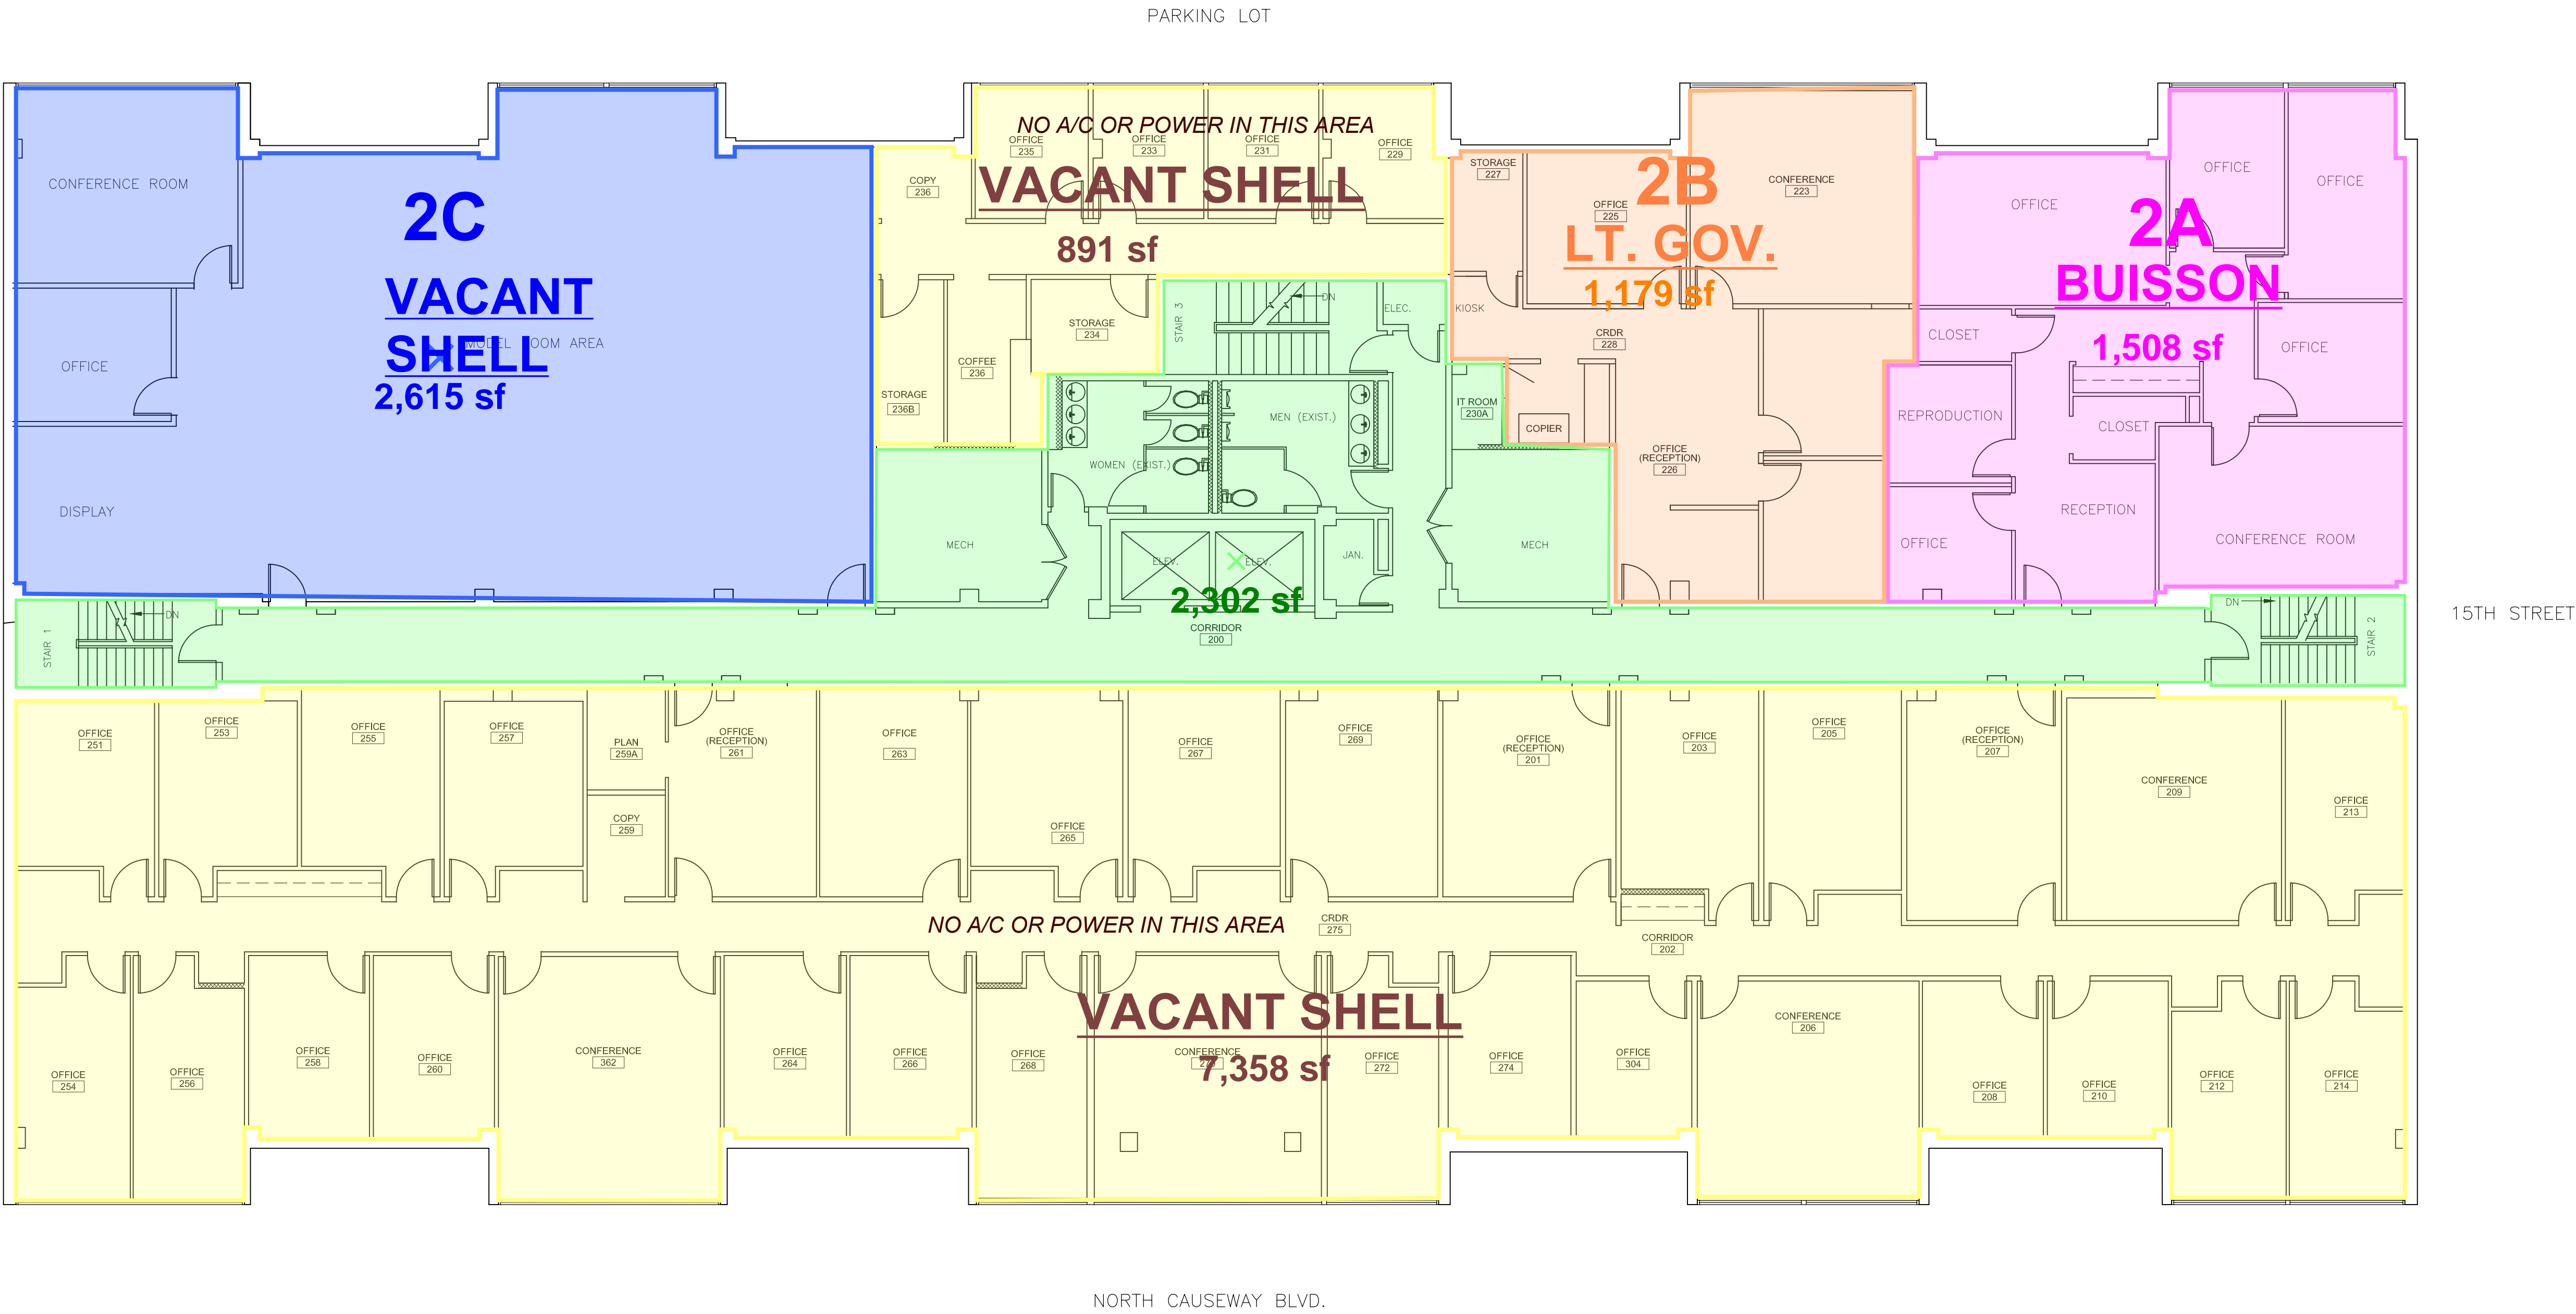 PARKING LOT
NO A/C OR POWER IN THIS AREA
OFFICE
235
OFFICE
233
OFFICE
231
OFFICE
229
VACANT SHELL
891 sf
COPY
236
CONFERENCE ROOM
2C
VACANT
SHELL
MODEL ROOM AREA
2,615 sf
OFFICE
DISPLAY
STORAGE
227
OFFICE
225
CONFERENCE
223
2B
LT. GOV.
1,179 sf
KIOSK
CRDR
228
OFFICE
OFFICE
OFFICE
2A
BUISSON
1,508 sf
CLOSET
OFFICE
REPRODUCTION
CLOSET
RECEPTION
OFFICE
CONFERENCE ROOM
STORAGE
234
COFFEE
236
STORAGE
236B
STAIR 3
DN
ELEC.
IT ROOM
230A
COPIER
OFFICE
(RECEPTION)
226
MEN (EXIST.)
WOMEN (EXIST.)
MECH
ELEV.
ELEV.
JAN.
MECH
2,302 sf
CORRIDOR
200
STAIR 1
DN
DN
STAIR 2
15TH STREET
OFFICE
251
OFFICE
253
OFFICE
255
OFFICE
257
PLAN
259A
COPY
259
OFFICE
(RECEPTION)
261
OFFICE
263
OFFICE
265
OFFICE
267
OFFICE
269
OFFICE
(RECEPTION)
201
OFFICE
203
OFFICE
205
OFFICE
(RECEPTION)
207
CONFERENCE
209
OFFICE
213
NO A/C OR POWER IN THIS AREA
CRDR
275
CORRIDOR
202
VACANT SHELL
7,358 sf
OFFICE
254
OFFICE
256
OFFICE
258
OFFICE
260
CONFERENCE
362
OFFICE
264
OFFICE
266
OFFICE
268
CONFERENCE
OFFICE
272
OFFICE
274
OFFICE
304
CONFERENCE
206
OFFICE
208
OFFICE
210
OFFICE
212
OFFICE
214
NORTH CAUSEWAY BLVD.